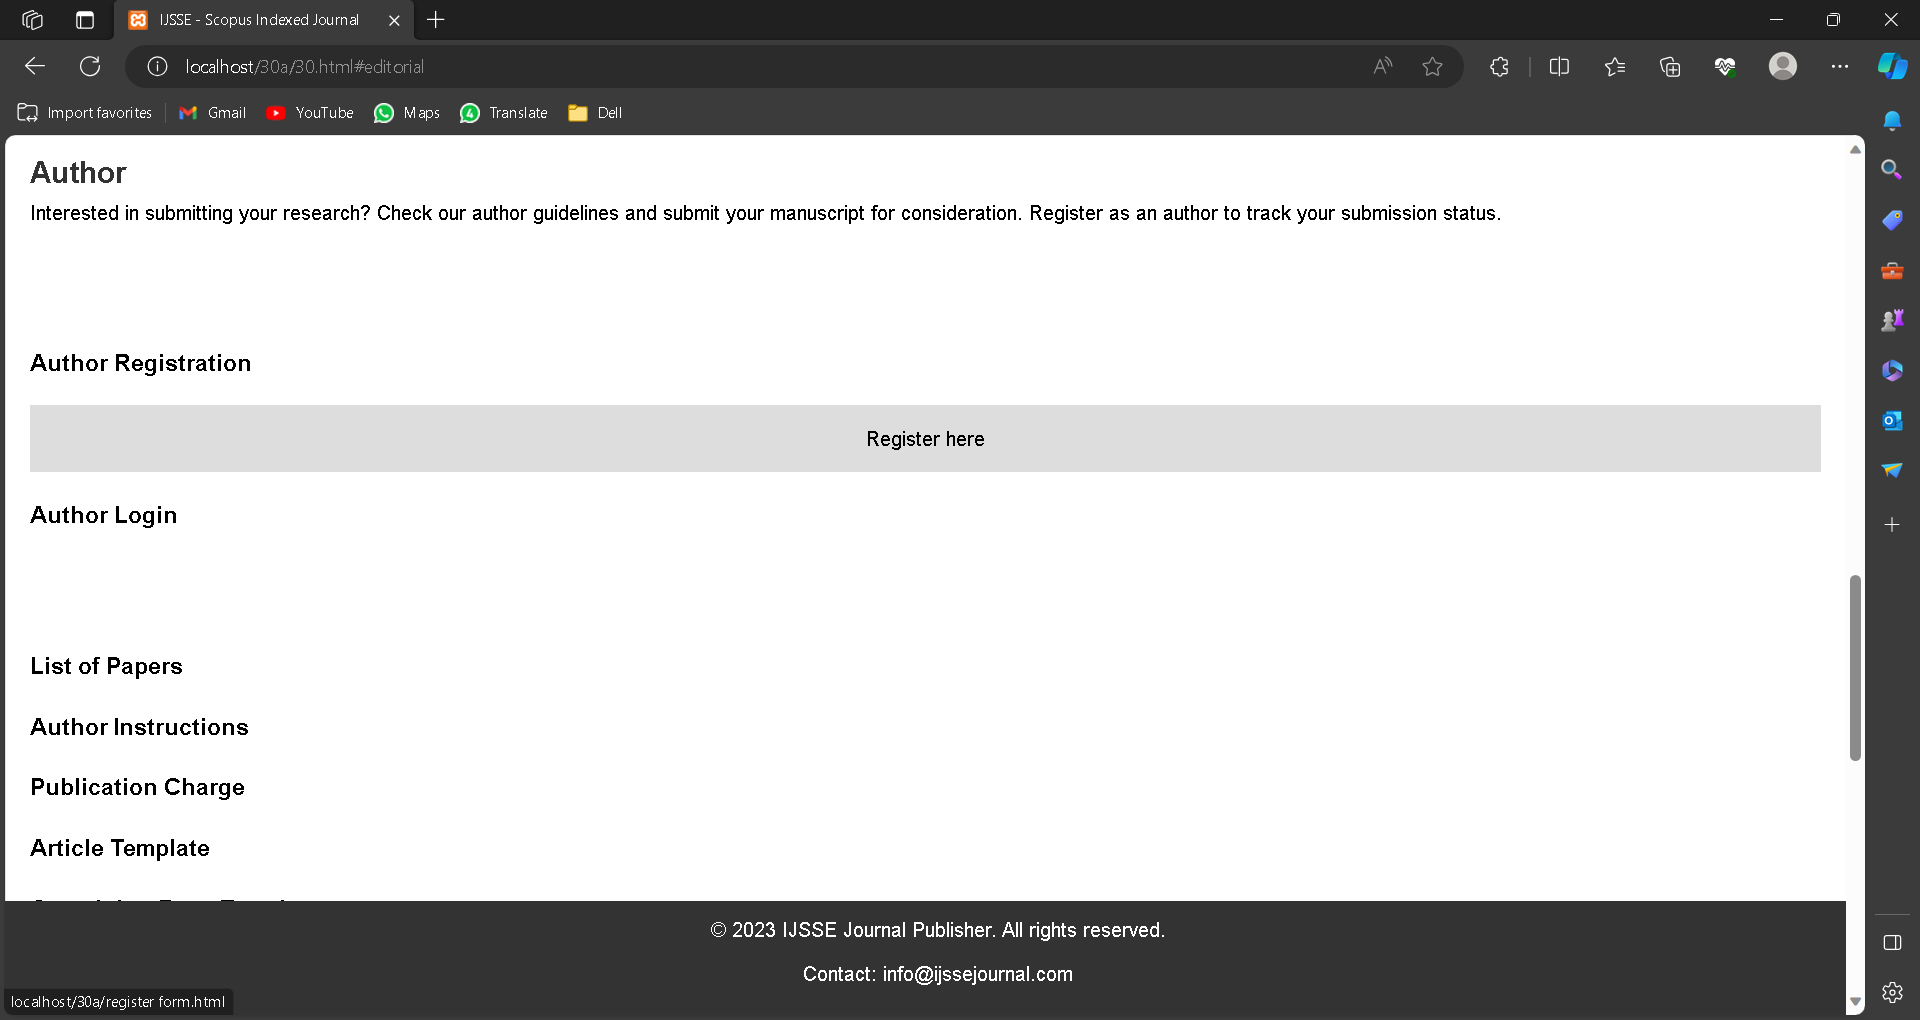 IJSSE - Scopus Indexed Journal
localhost/30a/30.html#editorial
Import favorites
Gmail
YouTube
Maps
Translate
Dell
Author
Interested in submitting your research? Check our author guidelines and submit your manuscript for consideration. Register as an author to track your submission status.
Author Registration
Register here
Author Login
List of Papers
Author Instructions
Publication Charge
Article Template
© 2023 IJSSE Journal Publisher. All rights reserved.
Contact: info@ijssejournal.com
localhost/30a/register form.html